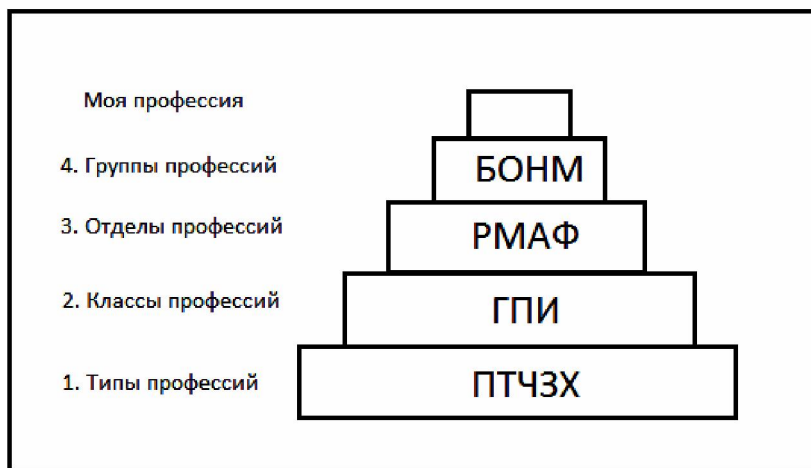 Моя профессия
4. Группы профессий
БОНМ
3. Отделы профессий
РМАФ
2. Классы профессий
ГПИ
1. Типы профессий
ПТЧЗХ